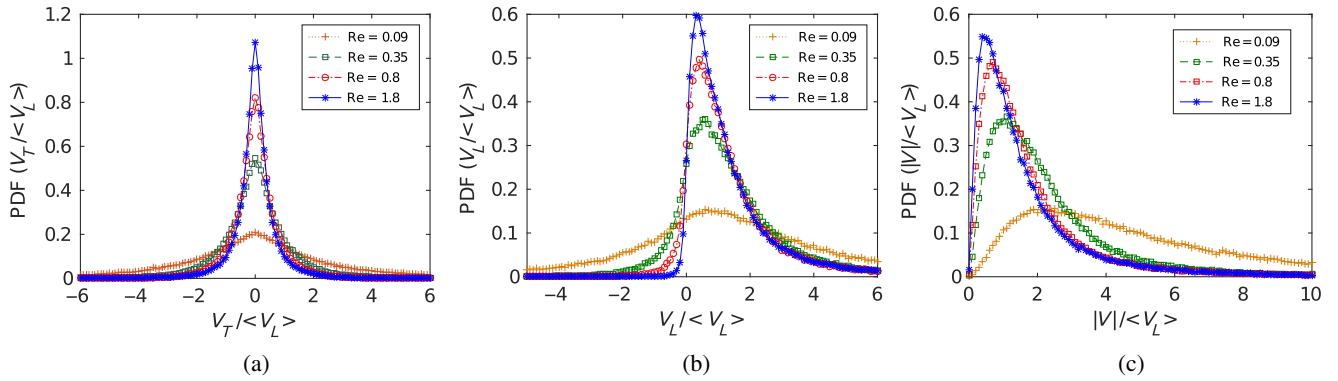 1.2
1
0.8
0.6
0.4
0.2
0
−6 −4 −2 0 2 4 6
PDF (V_T/<V_L>)
V_T/<V_L>
Re = 0.09
Re = 0.35
Re = 0.8
Re = 1.8
(a)
0.6
0.5
0.4
0.3
0.2
0.1
0
−4 −2 0 2 4 6
PDF (V_L/<V_L>)
V_L/<V_L>
Re = 0.09
Re = 0.35
Re = 0.8
Re = 1.8
(b)
0.6
0.5
0.4
0.3
0.2
0.1
0
0 2 4 6 8 10
PDF (|V|/<V_L>)
|V|/<V_L>
Re = 0.09
Re = 0.35
Re = 0.8
Re = 1.8
(c)